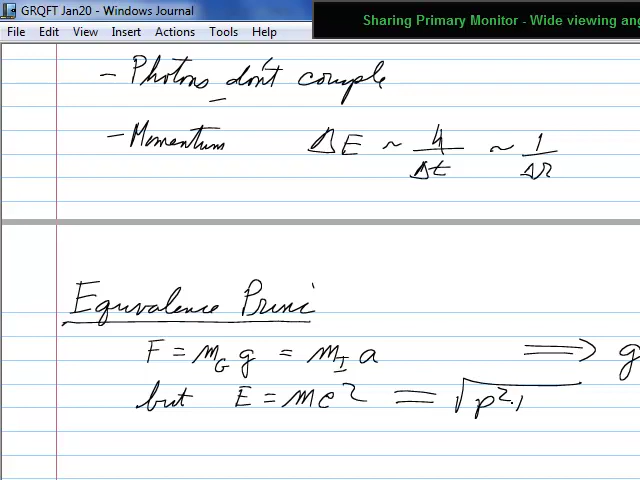 GRQFT Jan20 - Windows Journal
Sharing Primary Monitor - Wide viewing ang
File Edit View Insert Actions Tools Help
- Photons don't couple
- Momentum ΔE ~ ħ/Δt ~ 1/Δr
Equivalence Princ
F = m_G g = m_I a ⟹ g
but E = mc² = √p²+